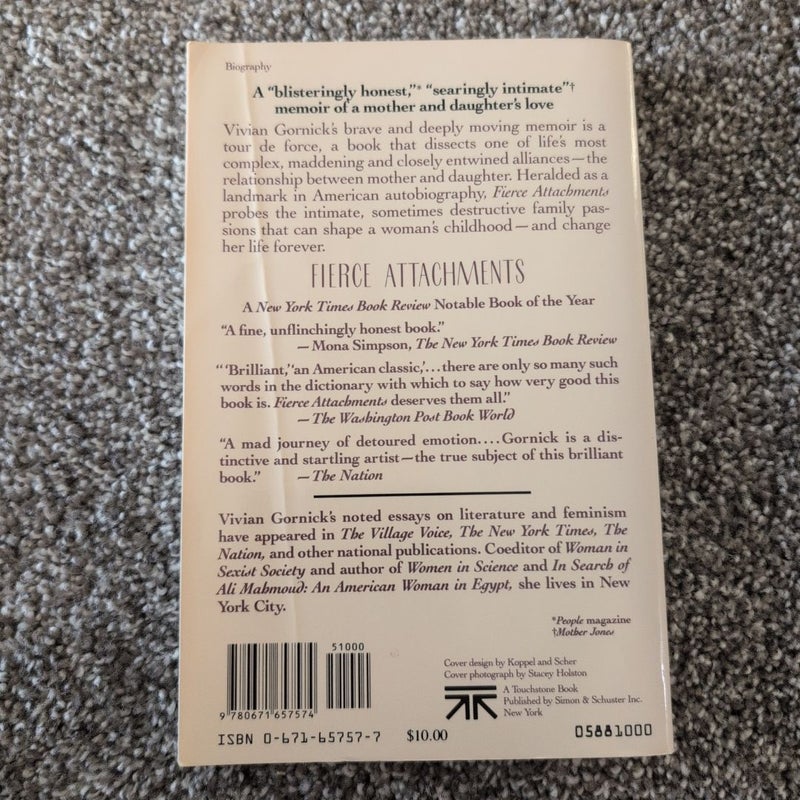 Biography
A "blisteringly honest,"* "searingly intimate"†
memoir of a mother and daughter's love
Vivian Gornick's brave and deeply moving memoir is a
tour de force, a book that dissects one of life's most
complex, maddening and closely entwined alliances—the
relationship between mother and daughter. Heralded as a
landmark in American autobiography, Fierce Attachments
probes the intimate, sometimes destructive family pas-
sions that can shape a woman's childhood—and change
her life forever.
FIERCE ATTACHMENTS
A New York Times Book Review Notable Book of the Year
"A fine, unflinchingly honest book."
—Mona Simpson, The New York Times Book Review
"'Brilliant,' 'an American classic,'...there are only so many such
words in the dictionary with which to say how very good this
book is. Fierce Attachments deserves them all."
—The Washington Post Book World
"A mad journey of detoured emotion....Gornick is a dis-
tinctive and startling artist—the true subject of this brilliant
book." —The Nation
Vivian Gornick's noted essays on literature and feminism
have appeared in The Village Voice, The New York Times, The
Nation, and other national publications. Coeditor of Woman in
Sexist Society and author of Women in Science and In Search of
Ali Mahmoud: An American Woman in Egypt, she lives in New
York City.
*People magazine
†Mother Jones
51000
9 780671 657574
Cover design by Koppel and Scher
Cover photograph by Stacey Holston
A Touchstone Book
Published by Simon & Schuster Inc.
New York
ISBN 0-671-65757-7 $10.00 05881000